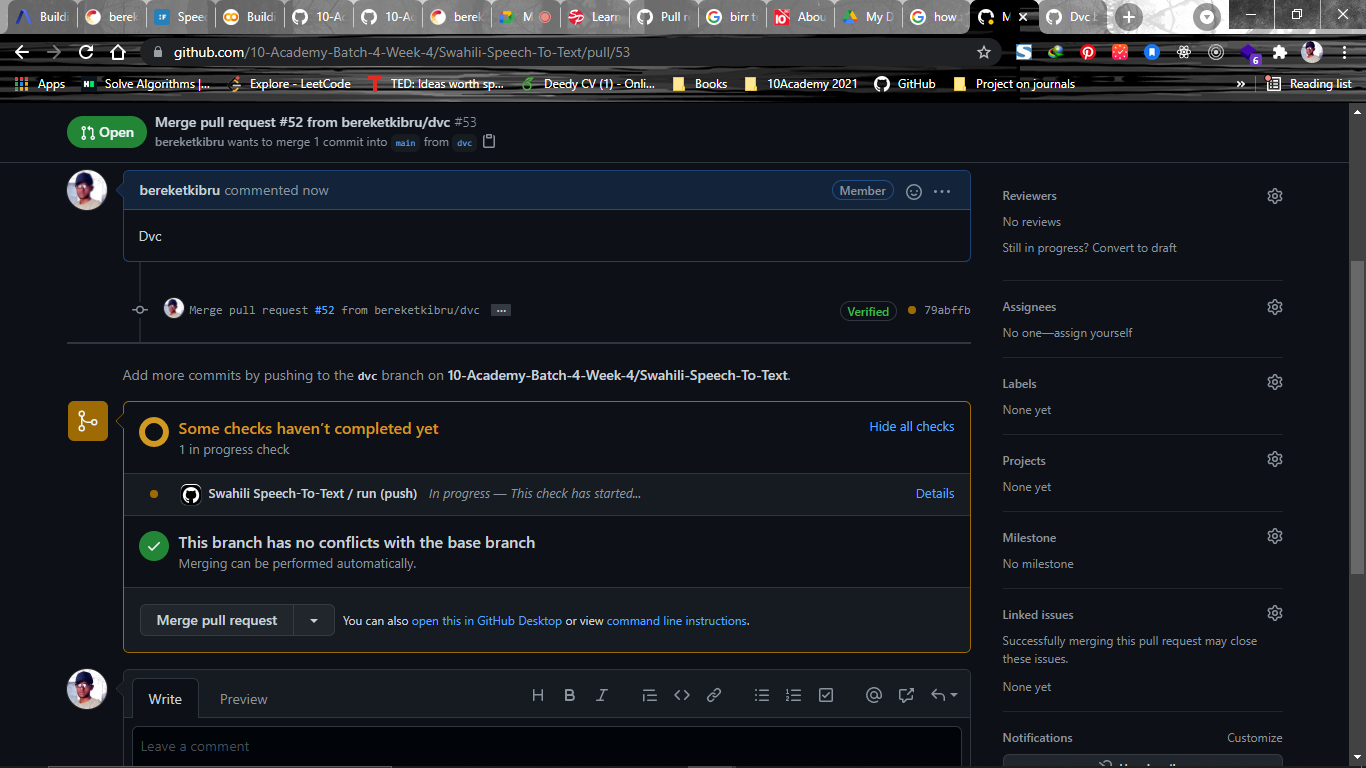 Buildi
berek
Speec
Buildi
10-Ac
10-Ac
berek
M
Learn
Pull r
birr t
Abou
My D
how
M
Dvc b
github.com/10-Academy-Batch-4-Week-4/Swahili-Speech-To-Text/pull/53
6
Apps
Solve Algorithms |...
Explore - LeetCode
TED: Ideas worth sp...
Deedy CV (1) - Onli...
Books
10Academy 2021
GitHub
Project on journals
»
Reading list
Open
Merge pull request #52 from bereketkibru/dvc #53
bereketkibru wants to merge 1 commit into main from dvc
bereketkibru commented now
Member
Dvc
Merge pull request #52 from bereketkibru/dvc
Verified
79abffb
Add more commits by pushing to the dvc branch on 10-Academy-Batch-4-Week-4/Swahili-Speech-To-Text.
Some checks haven't completed yet
Hide all checks
1 in progress check
Swahili Speech-To-Text / run (push) In progress — This check has started...
Details
This branch has no conflicts with the base branch
Merging can be performed automatically.
Merge pull request
You can also open this in GitHub Desktop or view command line instructions.
Write
Preview
Leave a comment
Reviewers
No reviews
Still in progress? Convert to draft
Assignees
No one—assign yourself
Labels
None yet
Projects
None yet
Milestone
No milestone
Linked issues
Successfully merging this pull request may close
these issues.
None yet
Notifications
Customize